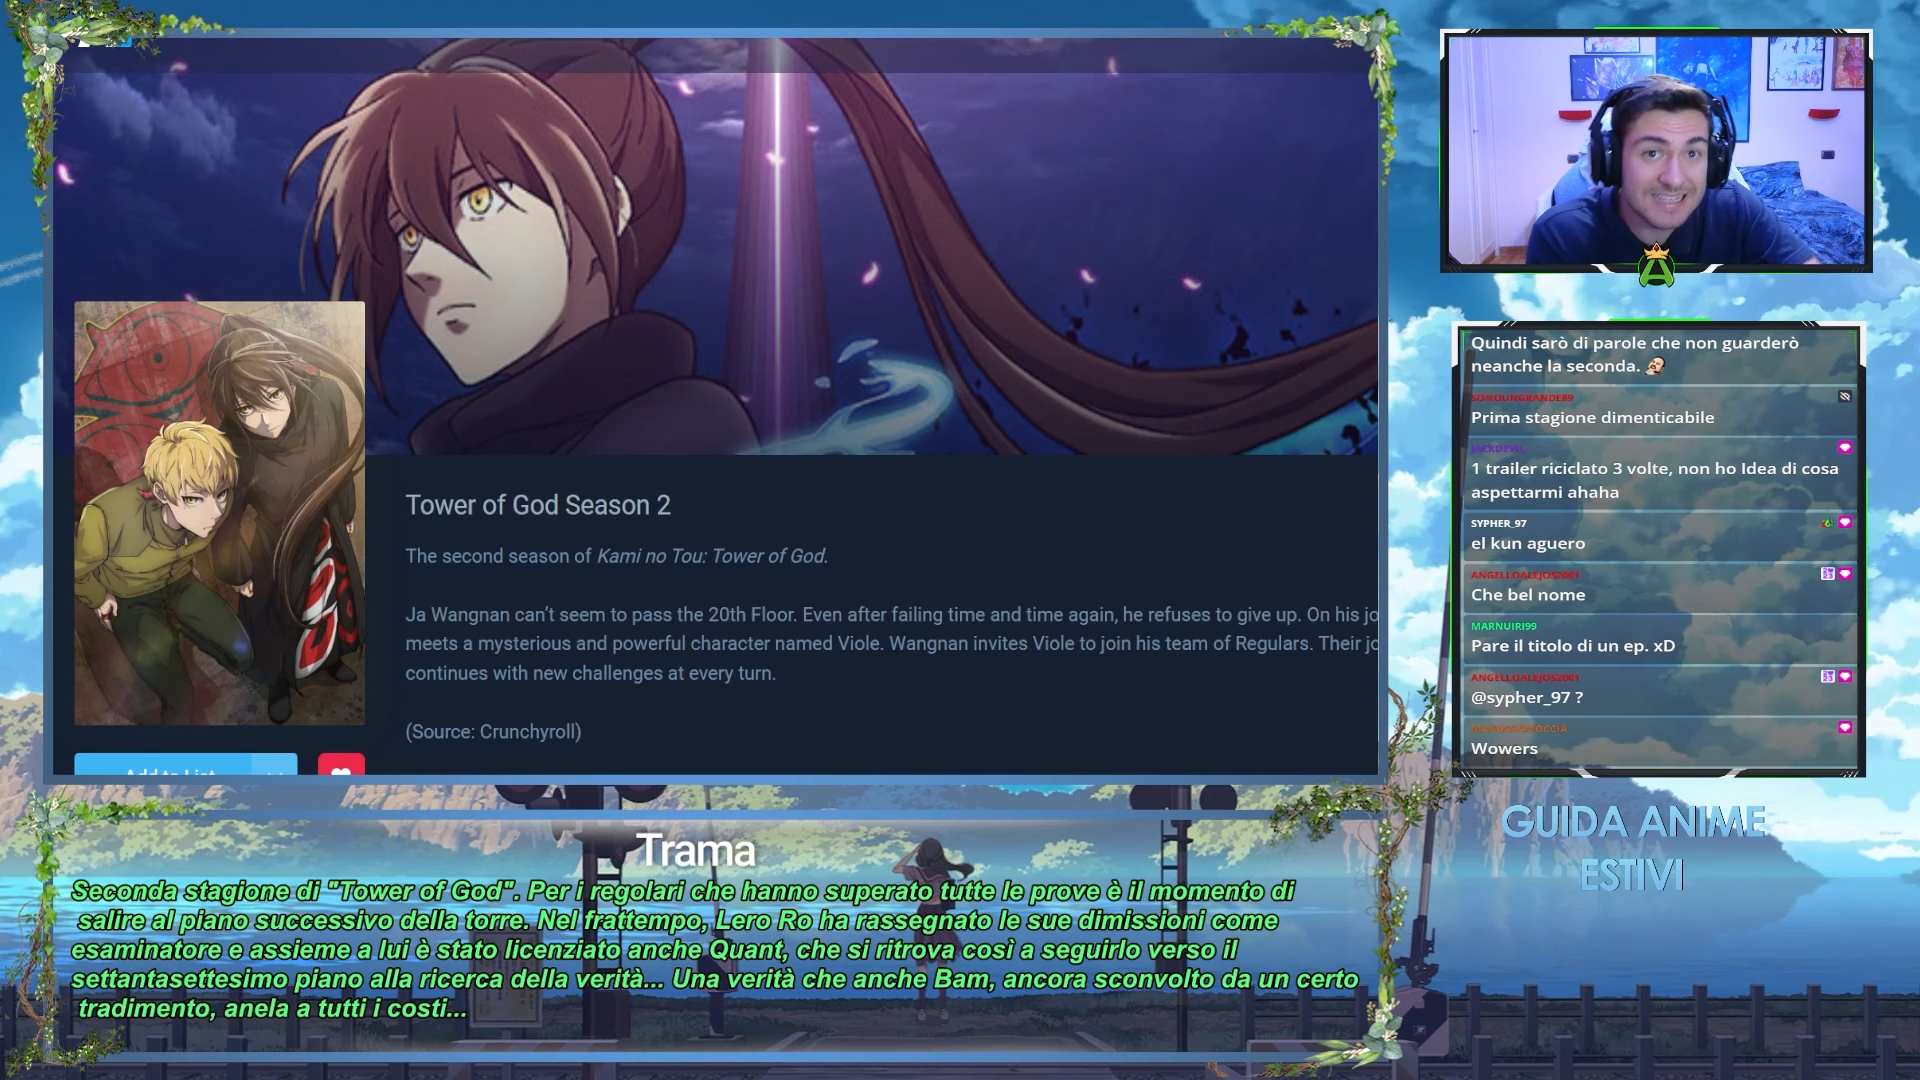 Tower of God Season 2
The second season of Kami no Tou: Tower of God.
Ja Wangnan can't seem to pass the 20th Floor. Even after failing time and time again, he refuses to give up. On his jo
meets a mysterious and powerful character named Viole. Wangnan invites Viole to join his team of Regulars. Their jo
continues with new challenges at every turn.
(Source: Crunchyroll)
Add to List
Trama
Seconda stagione di "Tower of God". Per i regolari che hanno superato tutte le prove è il momento di
salire al piano successivo della torre. Nel frattempo, Lero Ro ha rassegnato le sue dimissioni come
esaminatore e assieme a lui è stato licenziato anche Quant, che si ritrova così a seguirlo verso il
settantasettesimo piano alla ricerca della verità... Una verità che anche Bam, ancora sconvolto da un certo
tradimento, anela a tutti i costi...
Quindi sarò di parole che non guarderò
neanche la seconda.
SONOUNGRANDE89
Prima stagione dimenticabile
1 trailer riciclato 3 volte, non ho Idea di cosa
aspettarmi ahaha
SYPHER_97
el kun aguero
ANGELLOALEJOS2001
Che bel nome
MARNUIRI99
Pare il titolo di un ep. xD
ANGELLOALEJOS2001
@sypher_97 ?
Wowers
GUIDA ANIME
ESTIVI